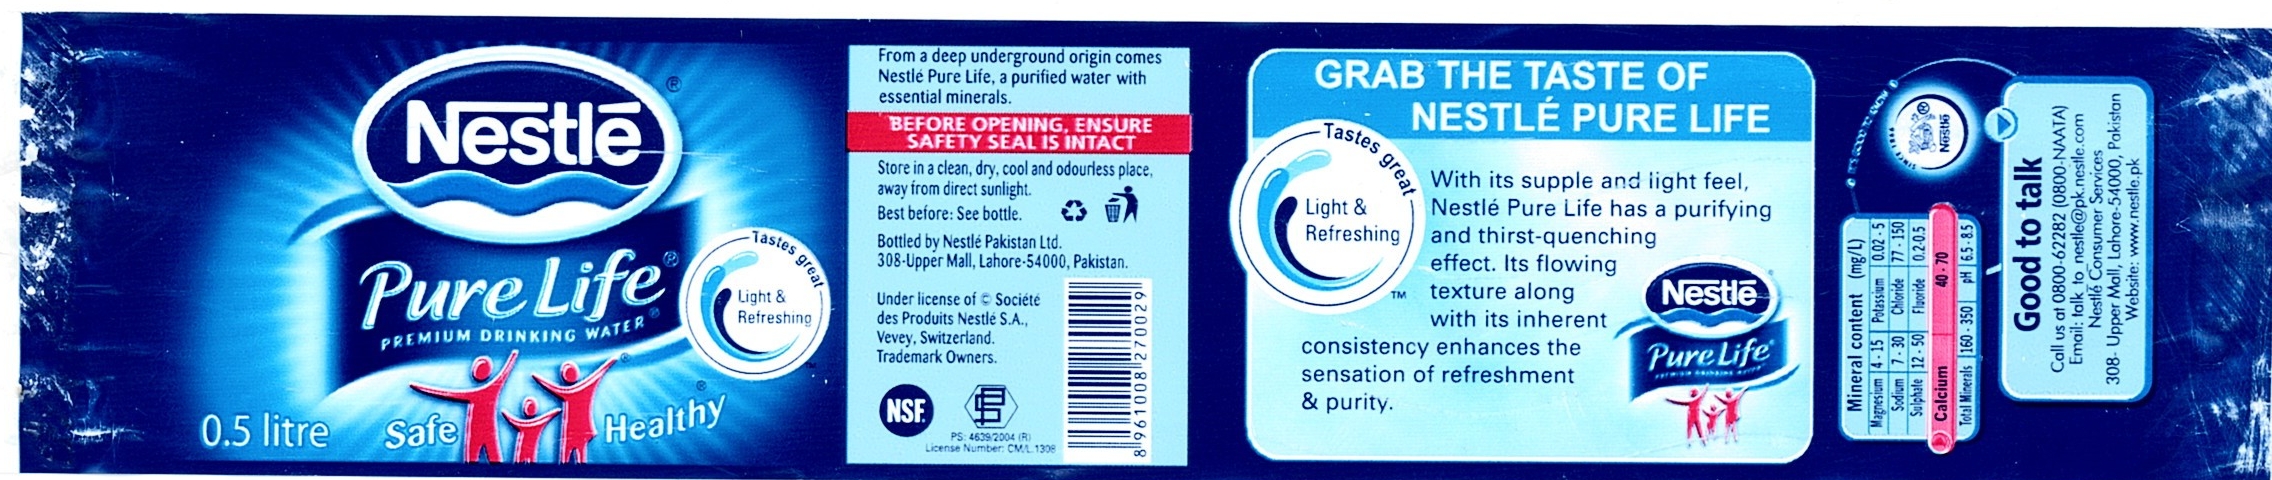 Nestlé
®
Pure Life®
PREMIUM DRINKING WATER®
Tastes great
Light &
Refreshing
™
0.5 litre
Safe
Healthy®
From a deep underground origin comes
Nestlé Pure Life, a purified water with
essential minerals.
BEFORE OPENING, ENSURE
SAFETY SEAL IS INTACT
Store in a clean, dry, cool and odourless place,
away from direct sunlight.
Best before: See bottle.
Bottled by Nestlé Pakistan Ltd.
308-Upper Mall, Lahore-54000, Pakistan.
Under license of © Société
des Produits Nestlé S.A.,
Vevey, Switzerland.
Trademark Owners.
NSF.
PS: 4639/2004 (R)
License Number: CM/L.1308
8 961008 270029
GRAB THE TASTE OF
NESTLÉ PURE LIFE
Tastes great
Light &
Refreshing
™
With its supple and light feel,
Nestlé Pure Life has a purifying
and thirst-quenching
effect. Its flowing
texture along
with its inherent
consistency enhances the
sensation of refreshment
& purity.
Nestlé
Pure Life
PREMIUM DRINKING WATER
Mineral content (mg/L)
Magnesium 4 - 15 Potassium 0.02 - 5
Sodium 7 - 30 Chloride 77 - 150
Sulphate 12 - 50 Fluoride 0.2-0.5
Calcium 40 - 70
Total Minerals 160 - 350 pH 6.5 - 8.5
Nestlé
®
Good to talk
Call us at 0800-62282 (0800-NAATA)
Email: talk to nestle@pk.nestle.com
Nestlé Consumer Services
308- Upper Mall, Lahore-54000, Pakistan
Website: www.nestle.pk